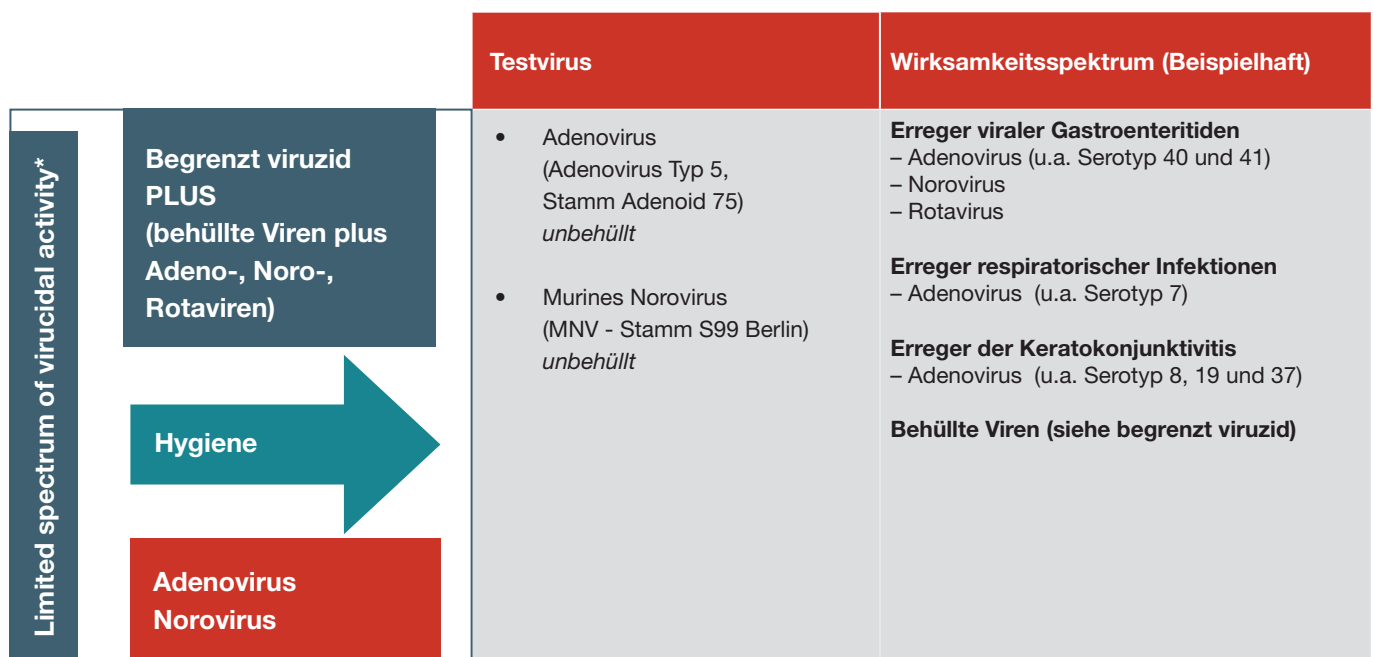 Testvirus
Wirksamkeitsspektrum (Beispielhaft)
Limited spectrum of virucidal activity*
Begrenzt viruzid
PLUS
(behüllte Viren plus
Adeno-, Noro-,
Rotaviren)
Hygiene
Adenovirus
Norovirus
• Adenovirus
(Adenovirus Typ 5,
Stamm Adenoid 75)
unbehüllt
• Murines Norovirus
(MNV - Stamm S99 Berlin)
unbehüllt
Erreger viraler Gastroenteritiden
– Adenovirus (u.a. Serotyp 40 und 41)
– Norovirus
– Rotavirus
Erreger respiratorischer Infektionen
– Adenovirus (u.a. Serotyp 7)
Erreger der Keratokonjunktivitis
– Adenovirus (u.a. Serotyp 8, 19 und 37)
Behüllte Viren (siehe begrenzt viruzid)